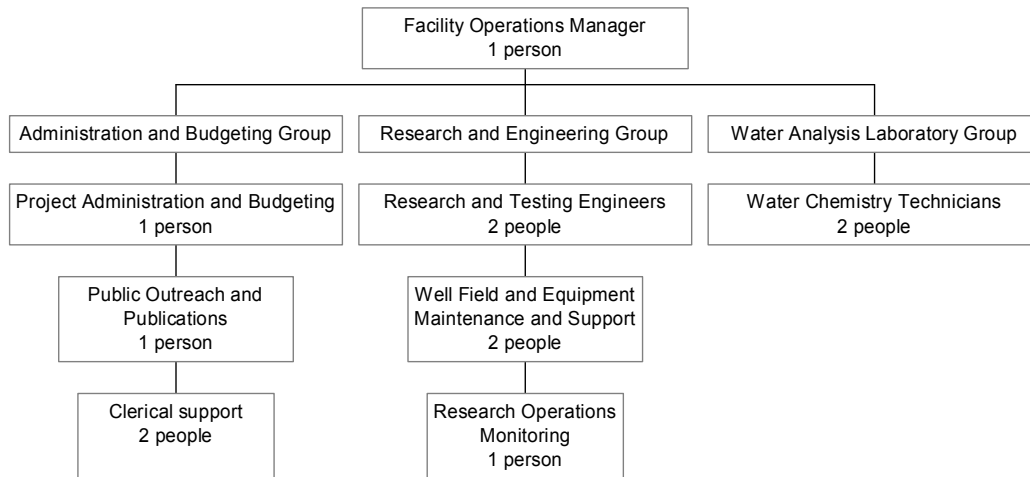 Facility Operations Manager
1 person
Administration and Budgeting Group
Research and Engineering Group
Water Analysis Laboratory Group
Project Administration and Budgeting
1 person
Research and Testing Engineers
2 people
Water Chemistry Technicians
2 people
Public Outreach and
Publications
1 person
Well Field and Equipment
Maintenance and Support
2 people
Clerical support
2 people
Research Operations
Monitoring
1 person